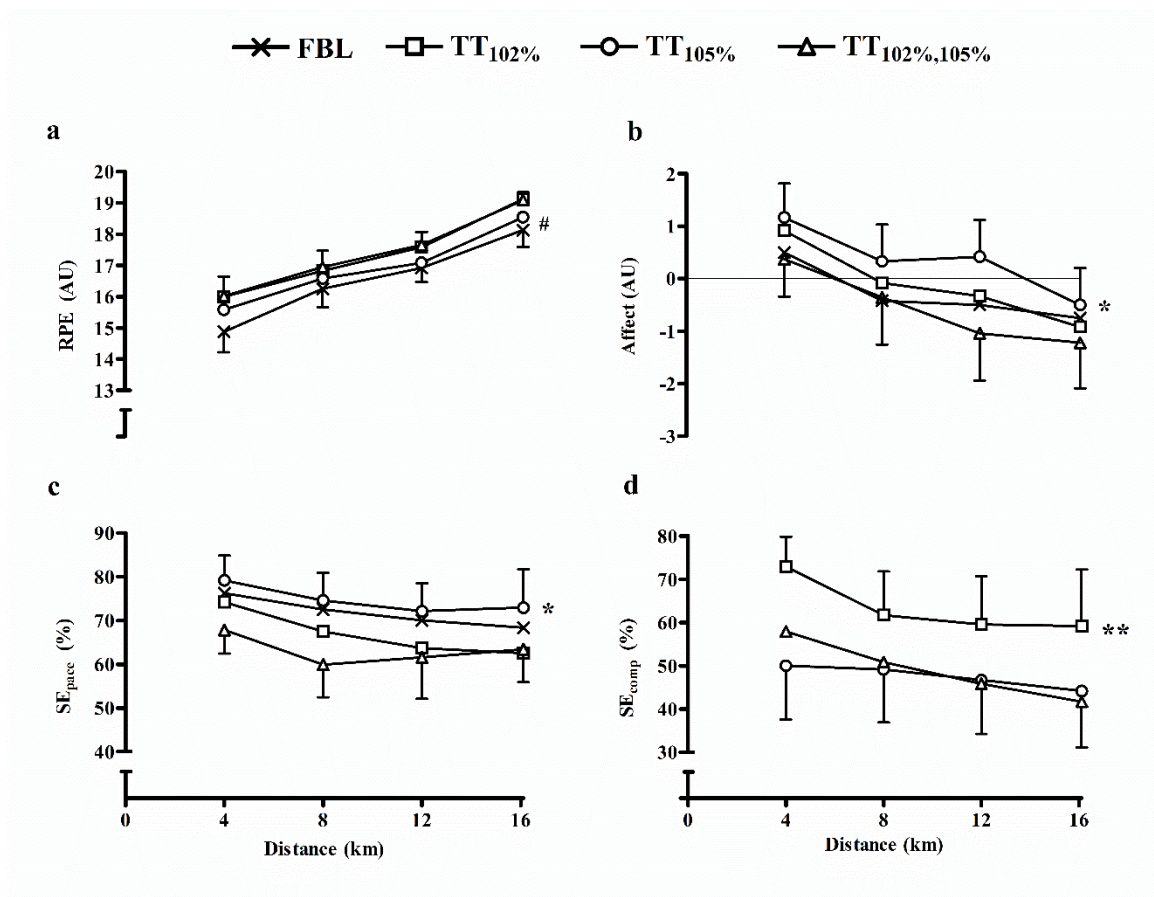 FBL TT102% TT105% TT102%,105%
a
20
19
18
17
16
15
14
13
RPE (AU)
#
b
2
1
0
-1
-2
-3
Affect (AU)
*
c
90
80
70
60
50
40
SEpace (%)
*
0 4 8 12 16
Distance (km)
d
80
70
60
50
40
30
SEcomp (%)
**
0 4 8 12 16
Distance (km)